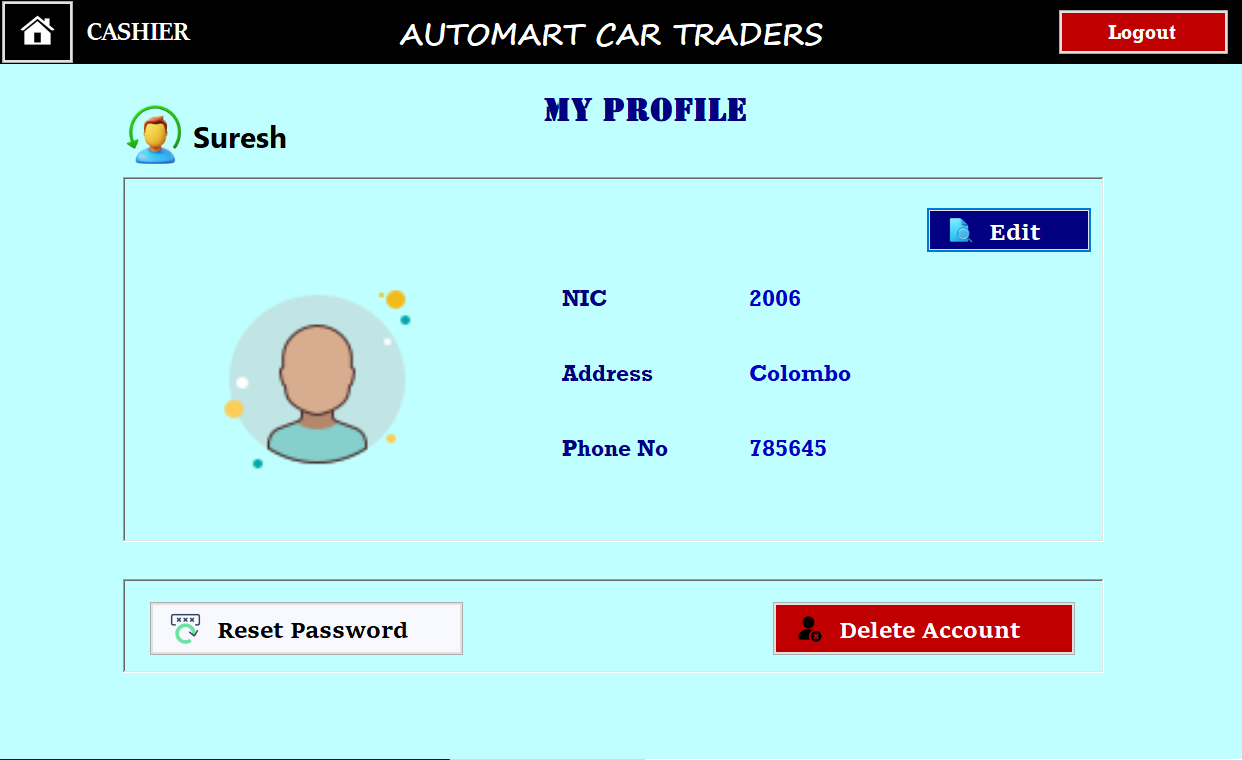 CASHIER
AUTOMART CAR TRADERS
Logout
MY PROFILE
Suresh
Edit
NIC 2006
Address Colombo
Phone No 785645
Reset Password
Delete Account